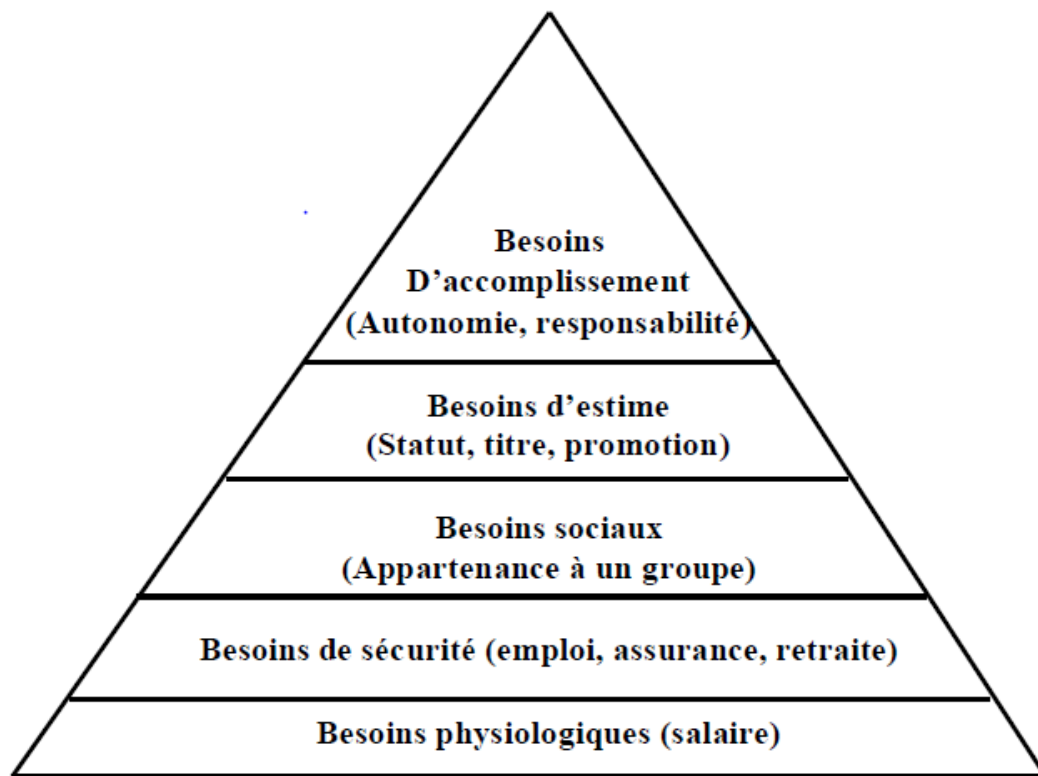 Besoins
D’accomplissement
(Autonomie, responsabilité)
Besoins d’estime
(Statut, titre, promotion)
Besoins sociaux
(Appartenance à un groupe)
Besoins de sécurité (emploi, assurance, retraite)
Besoins physiologiques (salaire)